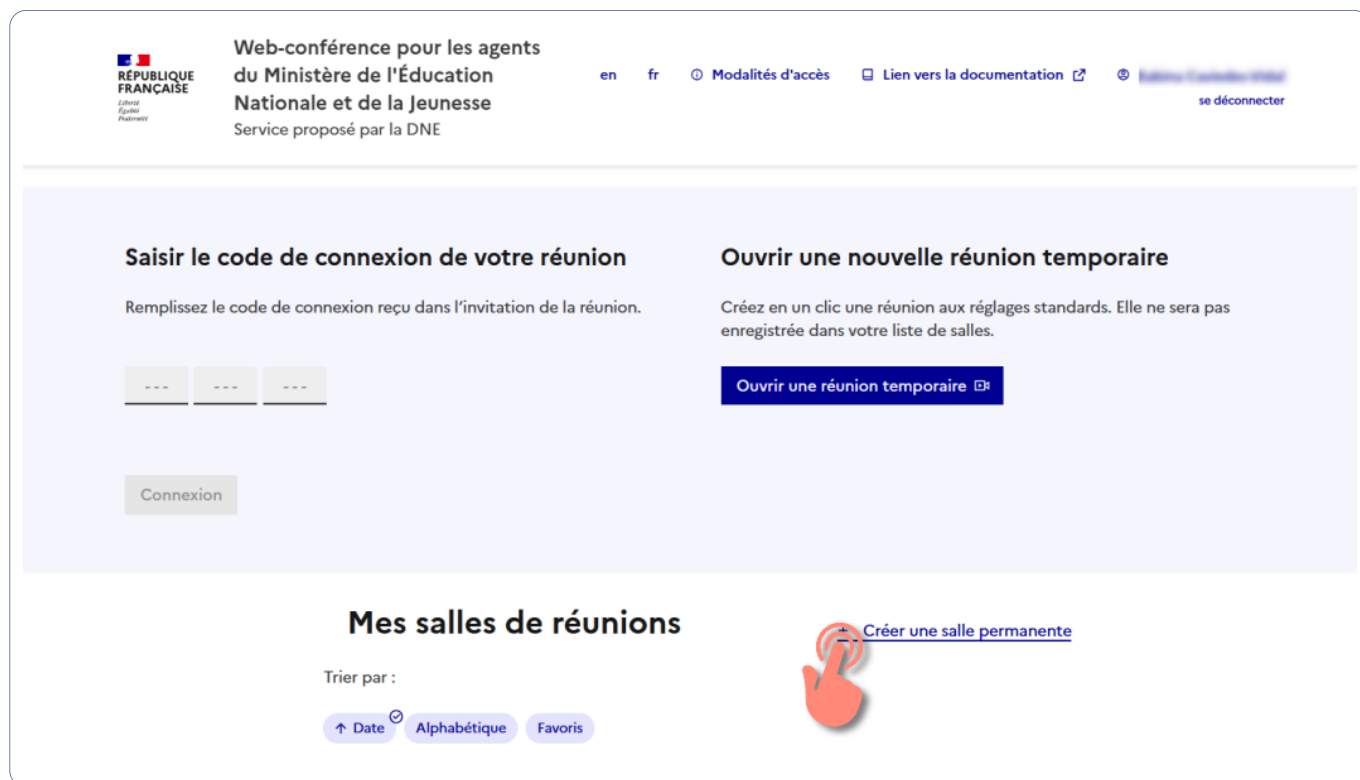 RÉPUBLIQUE
FRANÇAISE
Liberté
Égalité
Fraternité
Web-conférence pour les agents
du Ministère de l'Éducation
Nationale et de la Jeunesse
Service proposé par la DNE
en fr Modalités d'accès Lien vers la documentation
se déconnecter
Saisir le code de connexion de votre réunion
Remplissez le code de connexion reçu dans l'invitation de la réunion.
--- --- ---
Connexion
Ouvrir une nouvelle réunion temporaire
Créez en un clic une réunion aux réglages standards. Elle ne sera pas
enregistrée dans votre liste de salles.
Ouvrir une réunion temporaire
Mes salles de réunions
+ Créer une salle permanente
Trier par :
↑ Date Alphabétique Favoris